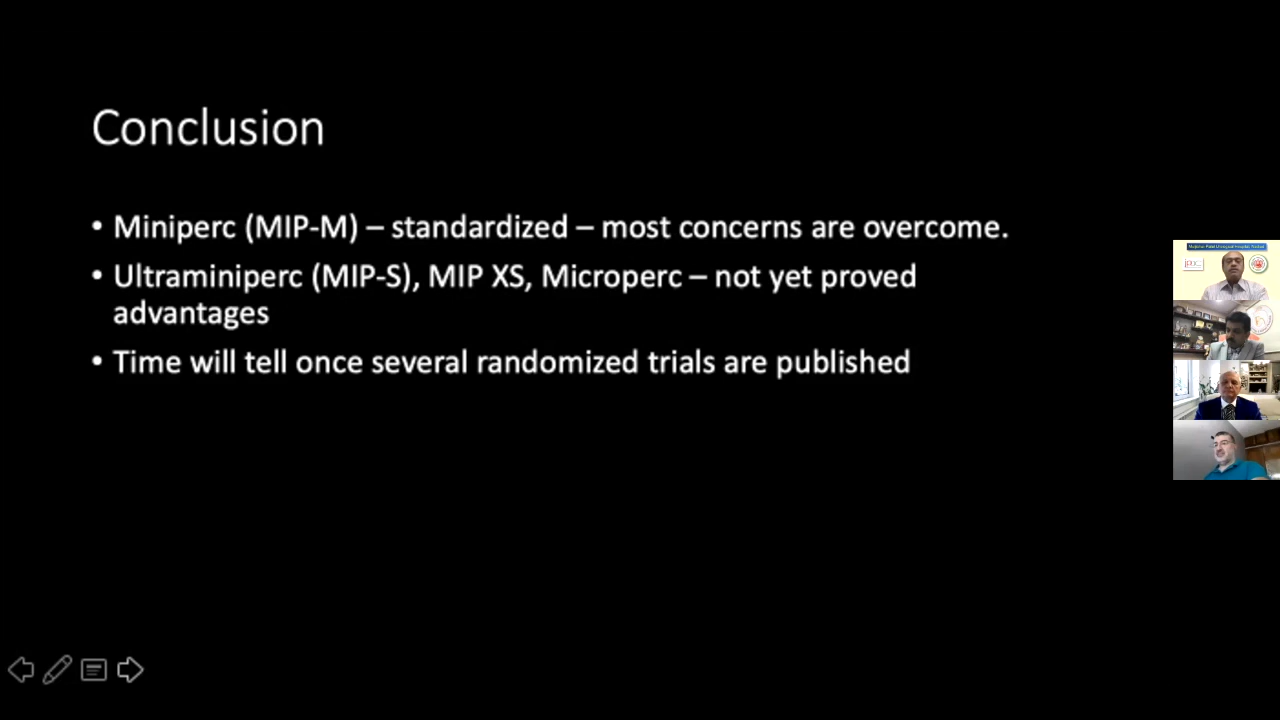 Conclusion
• Miniperc (MIP-M) – standardized – most concerns are overcome.
• Ultraminiperc (MIP-S), MIP XS, Microperc – not yet proved
advantages
• Time will tell once several randomized trials are published